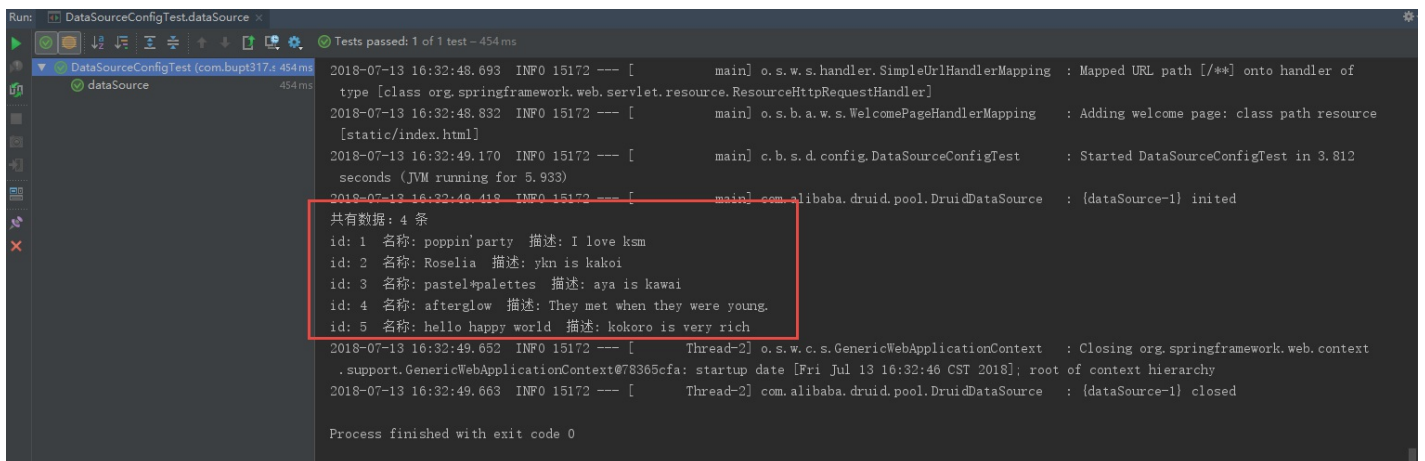 Run: DataSourceConfigTest.dataSource ×
Tests passed: 1 of 1 test – 454 ms
DataSourceConfigTest (com.bupt317.s 454 ms
dataSource 454 ms
2018-07-13 16:32:48.693  INFO 15172 --- [           main] o.s.w.s.handler.SimpleUrlHandlerMapping  : Mapped URL path [/**] onto handler of
type [class org.springframework.web.servlet.resource.ResourceHttpRequestHandler]
2018-07-13 16:32:48.832  INFO 15172 --- [           main] o.s.b.a.w.s.WelcomePageHandlerMapping    : Adding welcome page: class path resource
[static/index.html]
2018-07-13 16:32:49.170  INFO 15172 --- [           main] c.b.s.d.config.DataSourceConfigTest      : Started DataSourceConfigTest in 3.812
seconds (JVM running for 5.933)
2018-07-13 16:32:49.418  INFO 15172 --- [           main] com.alibaba.druid.pool.DruidDataSource   : {dataSource-1} inited
共有数据: 4 条
id: 1  名称: poppin'party  描述: I love ksm
id: 2  名称: Roselia  描述: ykn is kakoi
id: 3  名称: pastel*palettes  描述: aya is kawai
id: 4  名称: afterglow  描述: They met when they were young.
id: 5  名称: hello happy world  描述: kokoro is very rich
2018-07-13 16:32:49.652  INFO 15172 --- [       Thread-2] o.s.w.c.s.GenericWebApplicationContext   : Closing org.springframework.web.context
.support.GenericWebApplicationContext@78365cfa: startup date [Fri Jul 13 16:32:46 CST 2018]; root of context hierarchy
2018-07-13 16:32:49.663  INFO 15172 --- [       Thread-2] com.alibaba.druid.pool.DruidDataSource   : {dataSource-1} closed
Process finished with exit code 0